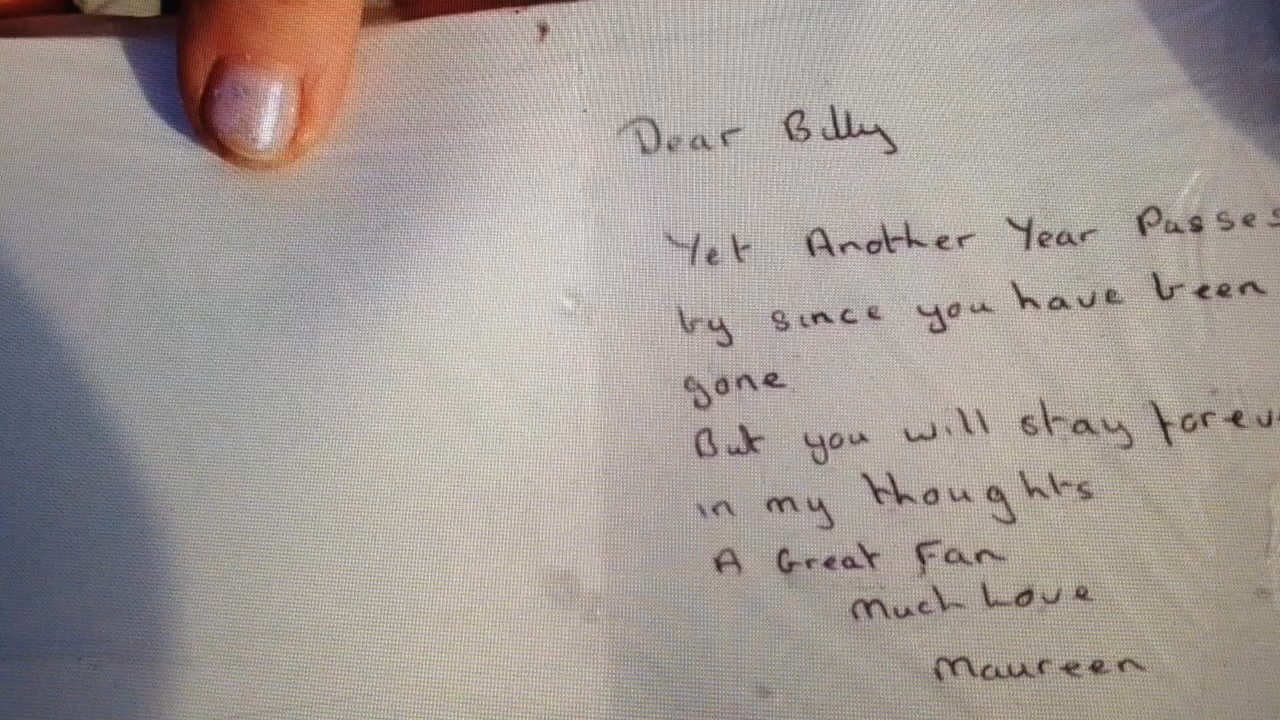 Dear Billy
Yet Another Year Passes
by since you have been
gone
But you will stay forev
in my thoughts
A Great Fan
Much Love
Maureen